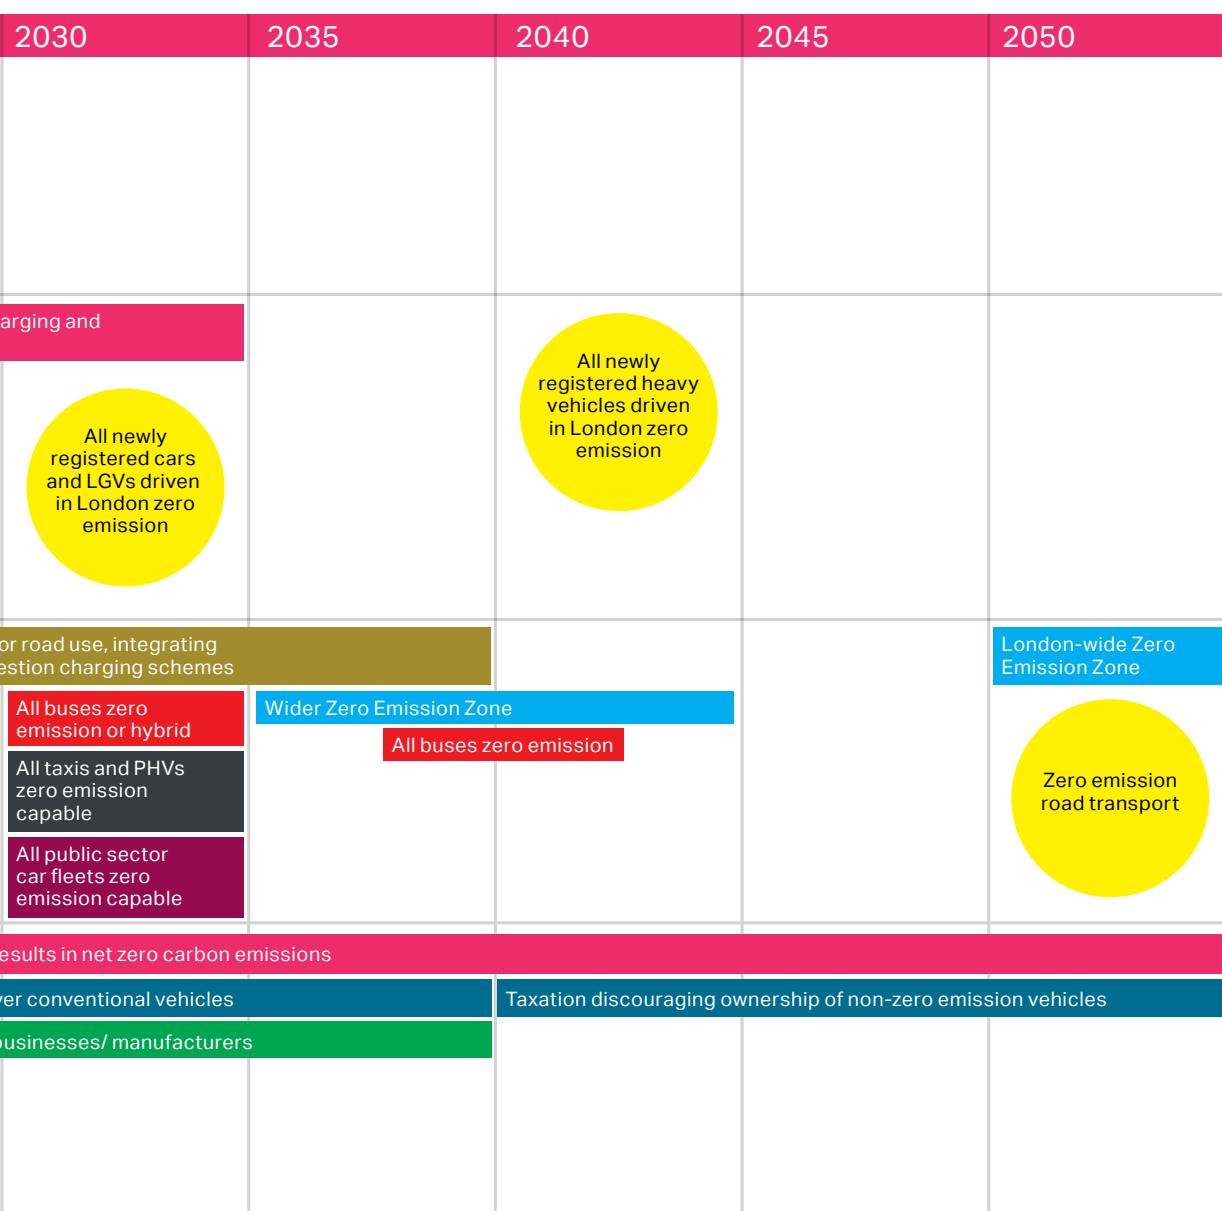 2030 2035 2040 2045 2050
arging and
All newly
registered cars
and LGVs driven
in London zero
emission
All newly
registered heavy
vehicles driven
in London zero
emission
or road use, integrating
estion charging schemes
London-wide Zero
Emission Zone
All buses zero
emission or hybrid
Wider Zero Emission Zone
All buses zero emission
All taxis and PHVs
zero emission
capable
Zero emission
road transport
All public sector
car fleets zero
emission capable
esults in net zero carbon emissions
ver conventional vehicles
Taxation discouraging ownership of non-zero emission vehicles
businesses/ manufacturers